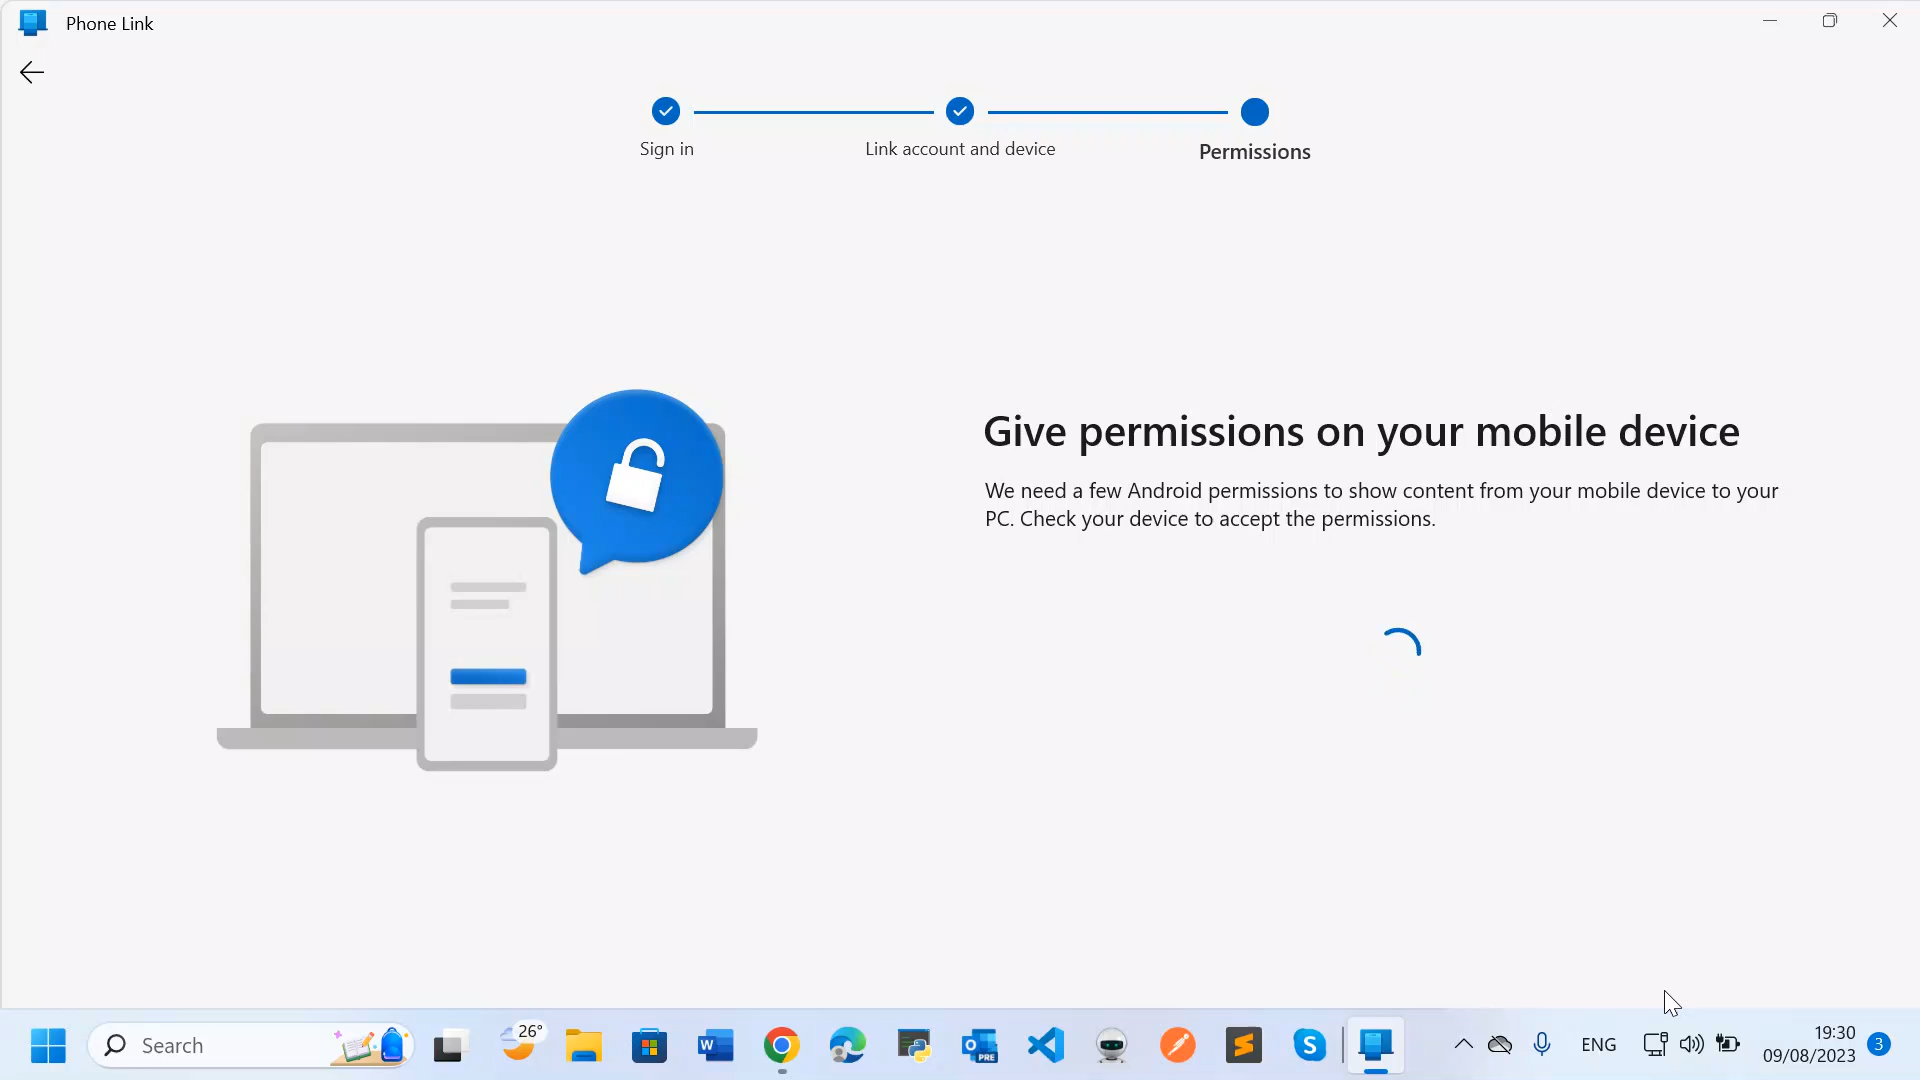 Phone Link
Sign in
Link account and device
Permissions
Give permissions on your mobile device
We need a few Android permissions to show content from your mobile device to your
PC. Check your device to accept the permissions.
Search
26°
W
O
PRE
S
ENG
19:30
09/08/2023
3